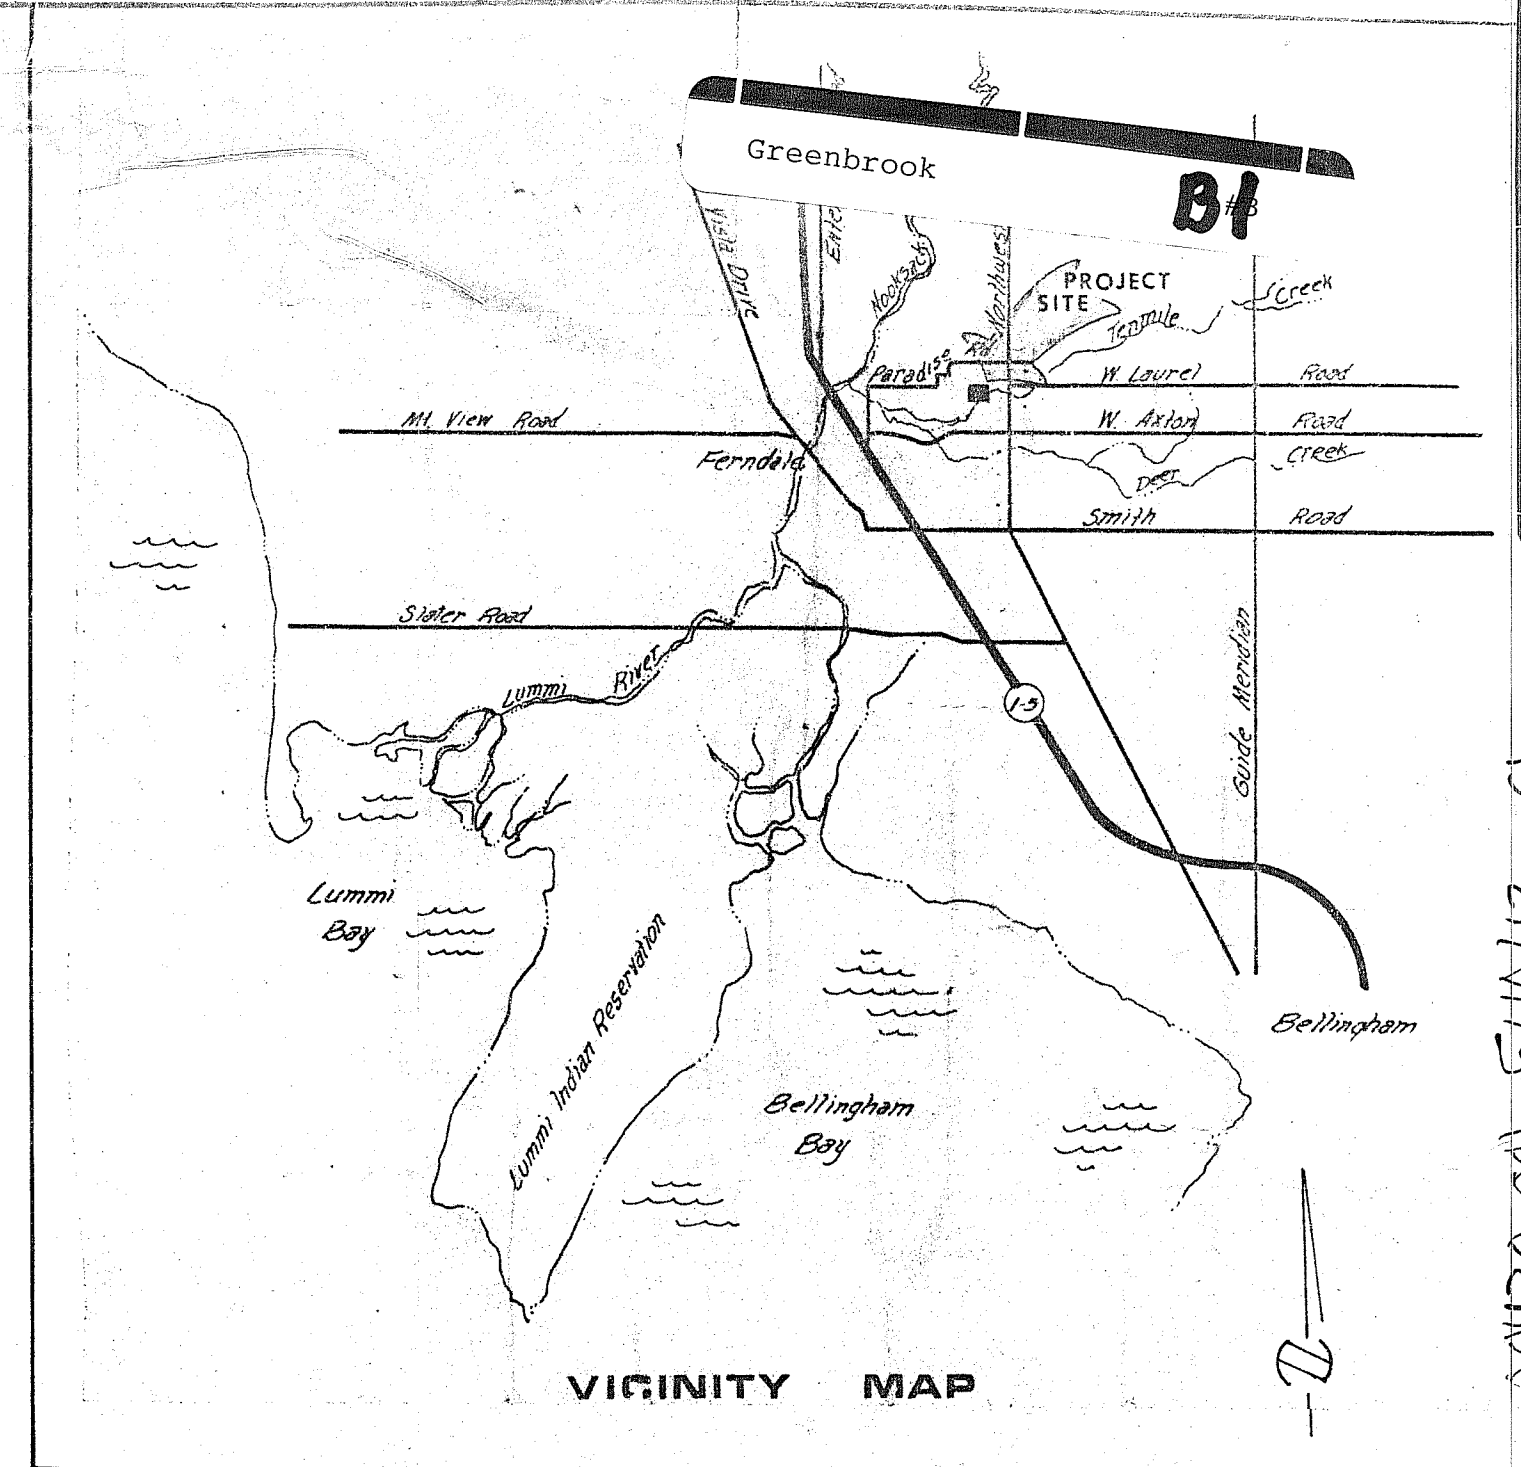 Greenbrook
B1
Vista Drive
Nooksack
Northwest
PROJECT
SITE
Tenmile
Creek
Paradise
Rd.
W. Laurel Road
Mt. View Road
W. Axton Road
Ferndale
Deer Creek
Smith Road
Slater Road
Lummi River
Guide Meridian
I-5
Lummi
Bay
Lummi Indian Reservation
Bellingham
Bellingham
Bay
VICINITY MAP